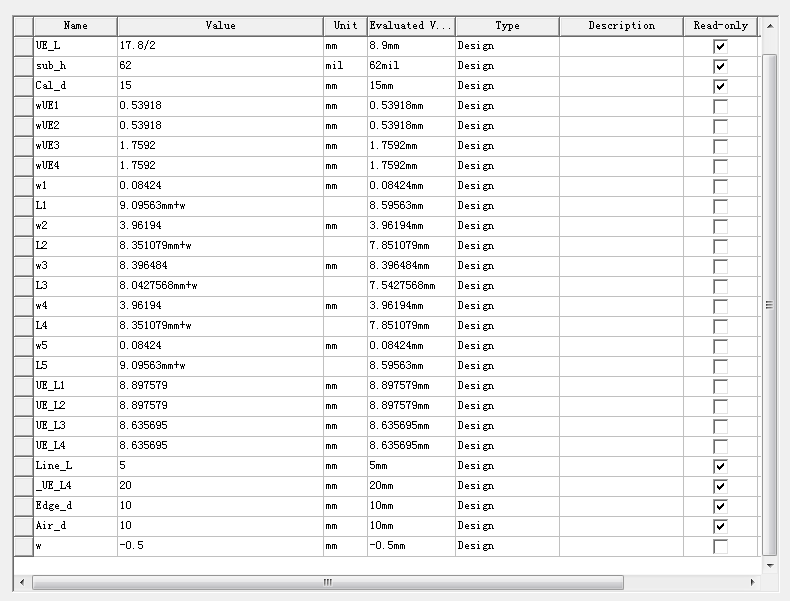 Name Value Unit Evaluated V... Type Description Read-only
UE_L 17.8/2 mm 8.9mm Design
sub_h 62 mil 62mil Design
Cal_d 15 mm 15mm Design
wUE1 0.53918 mm 0.53918mm Design
wUE2 0.53918 mm 0.53918mm Design
wUE3 1.7592 mm 1.7592mm Design
wUE4 1.7592 mm 1.7592mm Design
w1 0.08424 mm 0.08424mm Design
L1 9.09563mm+w 8.59563mm Design
w2 3.96194 mm 3.96194mm Design
L2 8.351079mm+w 7.851079mm Design
w3 8.396484 mm 8.396484mm Design
L3 8.0427568mm+w 7.5427568mm Design
w4 3.96194 mm 3.96194mm Design
L4 8.351079mm+w 7.851079mm Design
w5 0.08424 mm 0.08424mm Design
L5 9.09563mm+w 8.59563mm Design
UE_L1 8.897579 mm 8.897579mm Design
UE_L2 8.897579 mm 8.897579mm Design
UE_L3 8.635695 mm 8.635695mm Design
UE_L4 8.635695 mm 8.635695mm Design
Line_L 5 mm 5mm Design
_UE_L4 20 mm 20mm Design
Edge_d 10 mm 10mm Design
Air_d 10 mm 10mm Design
w -0.5 mm -0.5mm Design